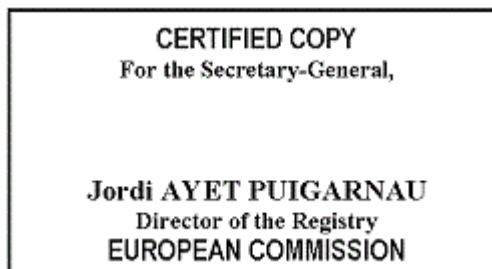 CERTIFIED COPY
For the Secretary-General,
Jordi AYET PUIGARNAU
Director of the Registry
EUROPEAN COMMISSION